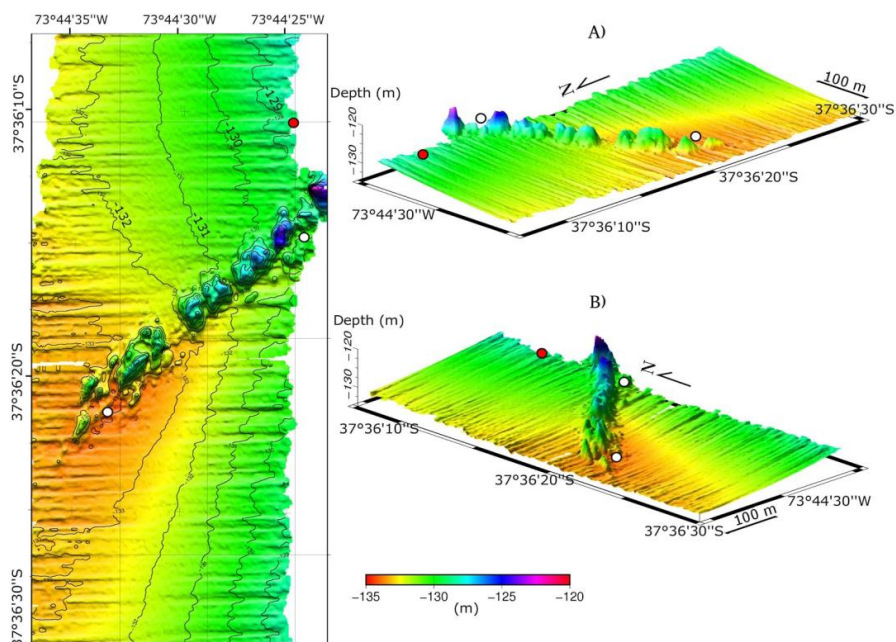 73°44'35''W 73°44'30''W 73°44'25''W
37°36'10''S
37°36'20''S
37°36'30''S
-129
-130
-131
-132
A)
Depth (m)
-120
-130
N
100 m
37°36'30''S
37°36'20''S
37°36'10''S
73°44'30''W
B)
Depth (m)
-120
-130
N
37°36'10''S
37°36'20''S
37°36'30''S
73°44'30''W
100 m
−135 −130 −125 −120
(m)